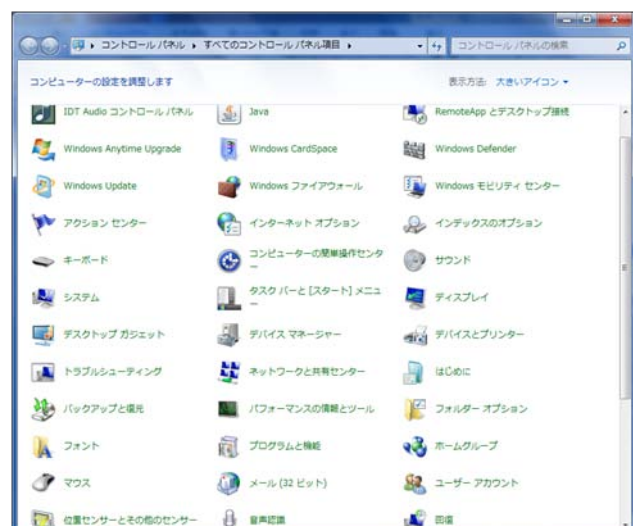 コントロール パネル ▸ すべてのコントロール パネル項目 ▸
コントロール パネルの検索
コンピューターの設定を調整します
表示方法: 大きいアイコン
IDT Audio コントロール パネル
Java
RemoteApp とデスクトップ接続
Windows Anytime Upgrade
Windows CardSpace
Windows Defender
Windows Update
Windows ファイアウォール
Windows モビリティ センター
アクション センター
インターネット オプション
インデックスのオプション
キーボード
コンピューターの簡単操作センタ
ー
サウンド
システム
タスク バーと [スタート] メニュ
ー
ディスプレイ
デスクトップ ガジェット
デバイス マネージャー
デバイスとプリンター
トラブルシューティング
ネットワークと共有センター
はじめに
バックアップと復元
パフォーマンスの情報とツール
フォルダー オプション
フォント
プログラムと機能
ホームグループ
マウス
メール (32 ビット)
ユーザー アカウント
位置センサーとその他のセンサー
音声認識
回復